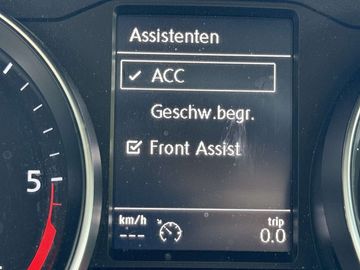 Assistenten
ACC
Geschw.begr.
Front Assist
5
km/h
trip
---
0.0